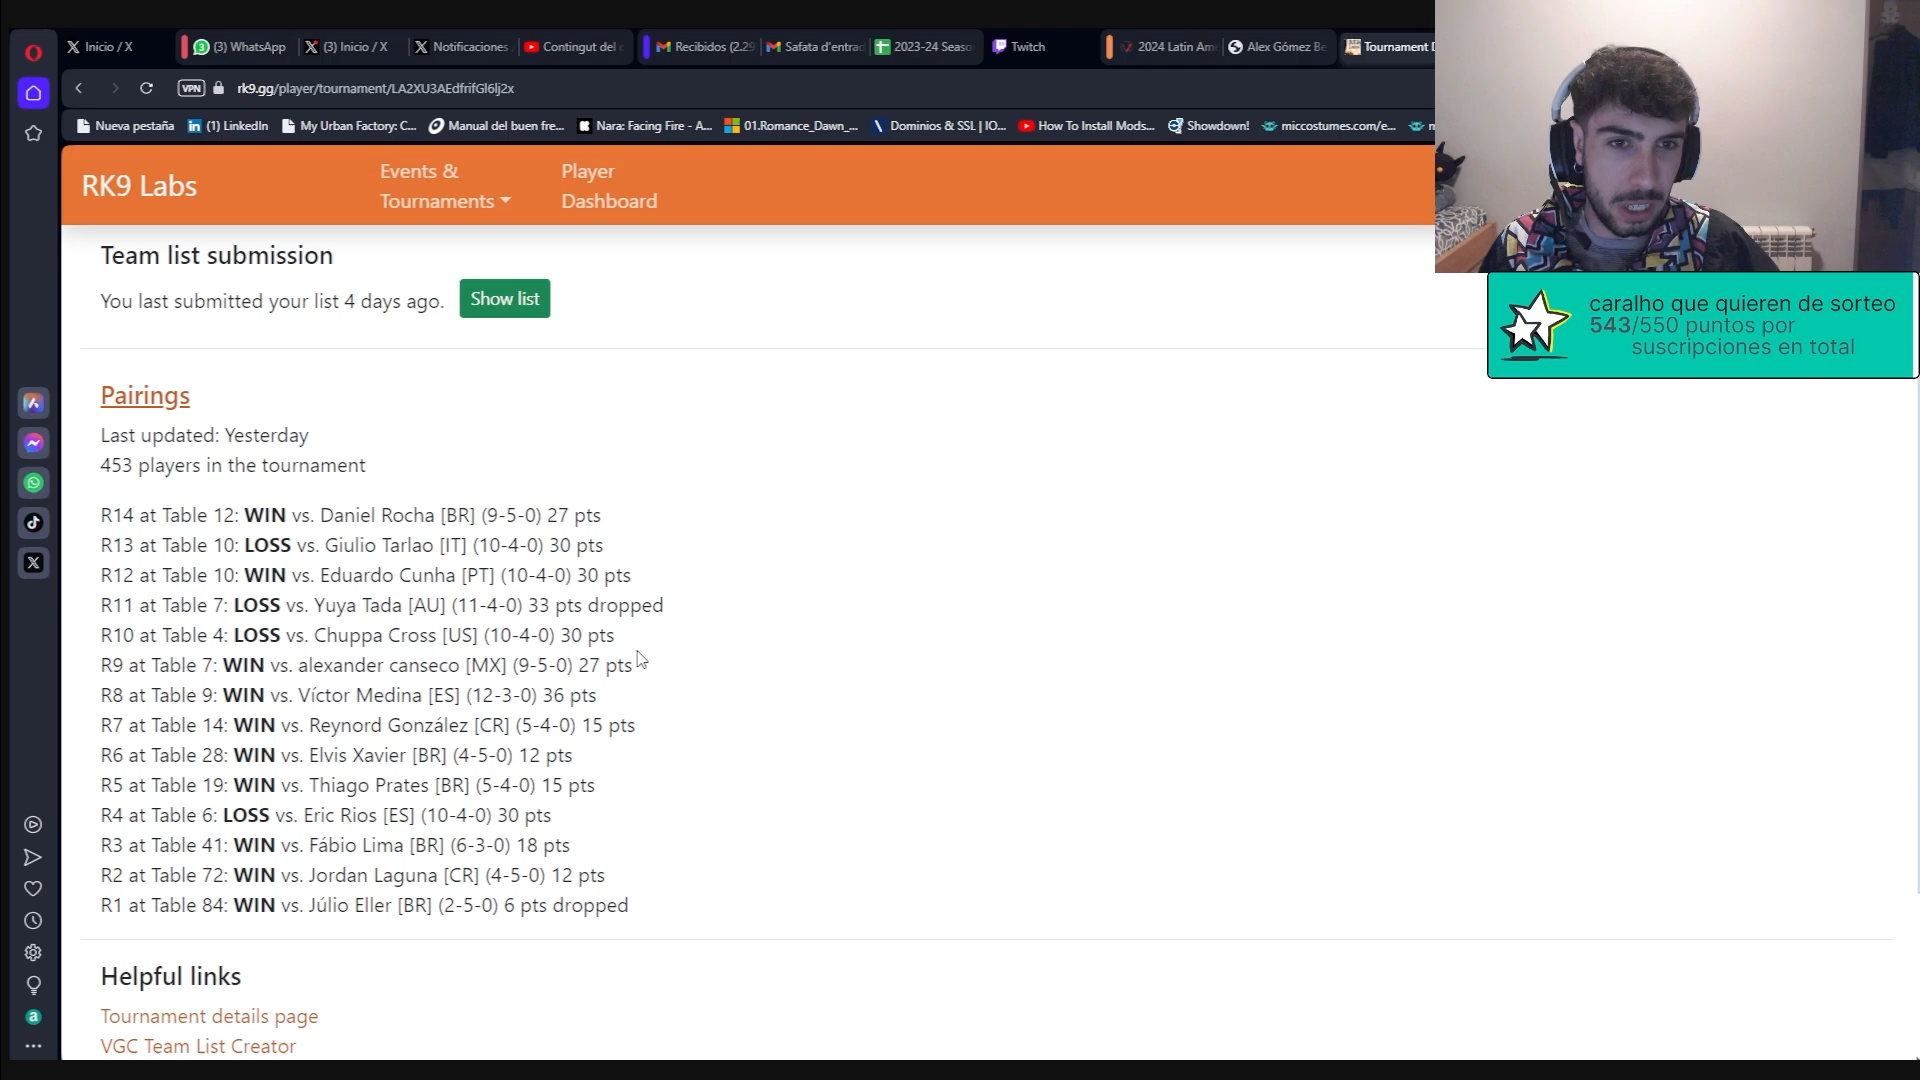 Inicio / X
(3) WhatsApp
(3) Inicio / X
Notificaciones
Contingut del c
Recibidos (2.29
Safata d'entrad
2023-24 Seaso
Twitch
2024 Latin Am
Alex Gómez Be
Tournament D
VPN
rk9.gg/player/tournament/LA2XU3AEdfrifGl6lj2x
Nueva pestaña
(1) LinkedIn
My Urban Factory: C...
Manual del buen fre...
Nara: Facing Fire - A...
01.Romance_Dawn_...
Dominios & SSL | IO...
How To Install Mods...
Showdown!
miccostumes.com/e...
RK9 Labs
Events &
Tournaments
Player
Dashboard
Team list submission
You last submitted your list 4 days ago.
Show list
caralho que quieren de sorteo
543/550 puntos por
suscripciones en total
Pairings
Last updated: Yesterday
453 players in the tournament
R14 at Table 12: WIN vs. Daniel Rocha [BR] (9-5-0) 27 pts
R13 at Table 10: LOSS vs. Giulio Tarlao [IT] (10-4-0) 30 pts
R12 at Table 10: WIN vs. Eduardo Cunha [PT] (10-4-0) 30 pts
R11 at Table 7: LOSS vs. Yuya Tada [AU] (11-4-0) 33 pts dropped
R10 at Table 4: LOSS vs. Chuppa Cross [US] (10-4-0) 30 pts
R9 at Table 7: WIN vs. alexander canseco [MX] (9-5-0) 27 pts
R8 at Table 9: WIN vs. Víctor Medina [ES] (12-3-0) 36 pts
R7 at Table 14: WIN vs. Reynord González [CR] (5-4-0) 15 pts
R6 at Table 28: WIN vs. Elvis Xavier [BR] (4-5-0) 12 pts
R5 at Table 19: WIN vs. Thiago Prates [BR] (5-4-0) 15 pts
R4 at Table 6: LOSS vs. Eric Rios [ES] (10-4-0) 30 pts
R3 at Table 41: WIN vs. Fábio Lima [BR] (6-3-0) 18 pts
R2 at Table 72: WIN vs. Jordan Laguna [CR] (4-5-0) 12 pts
R1 at Table 84: WIN vs. Júlio Eller [BR] (2-5-0) 6 pts dropped
Helpful links
Tournament details page
VGC Team List Creator